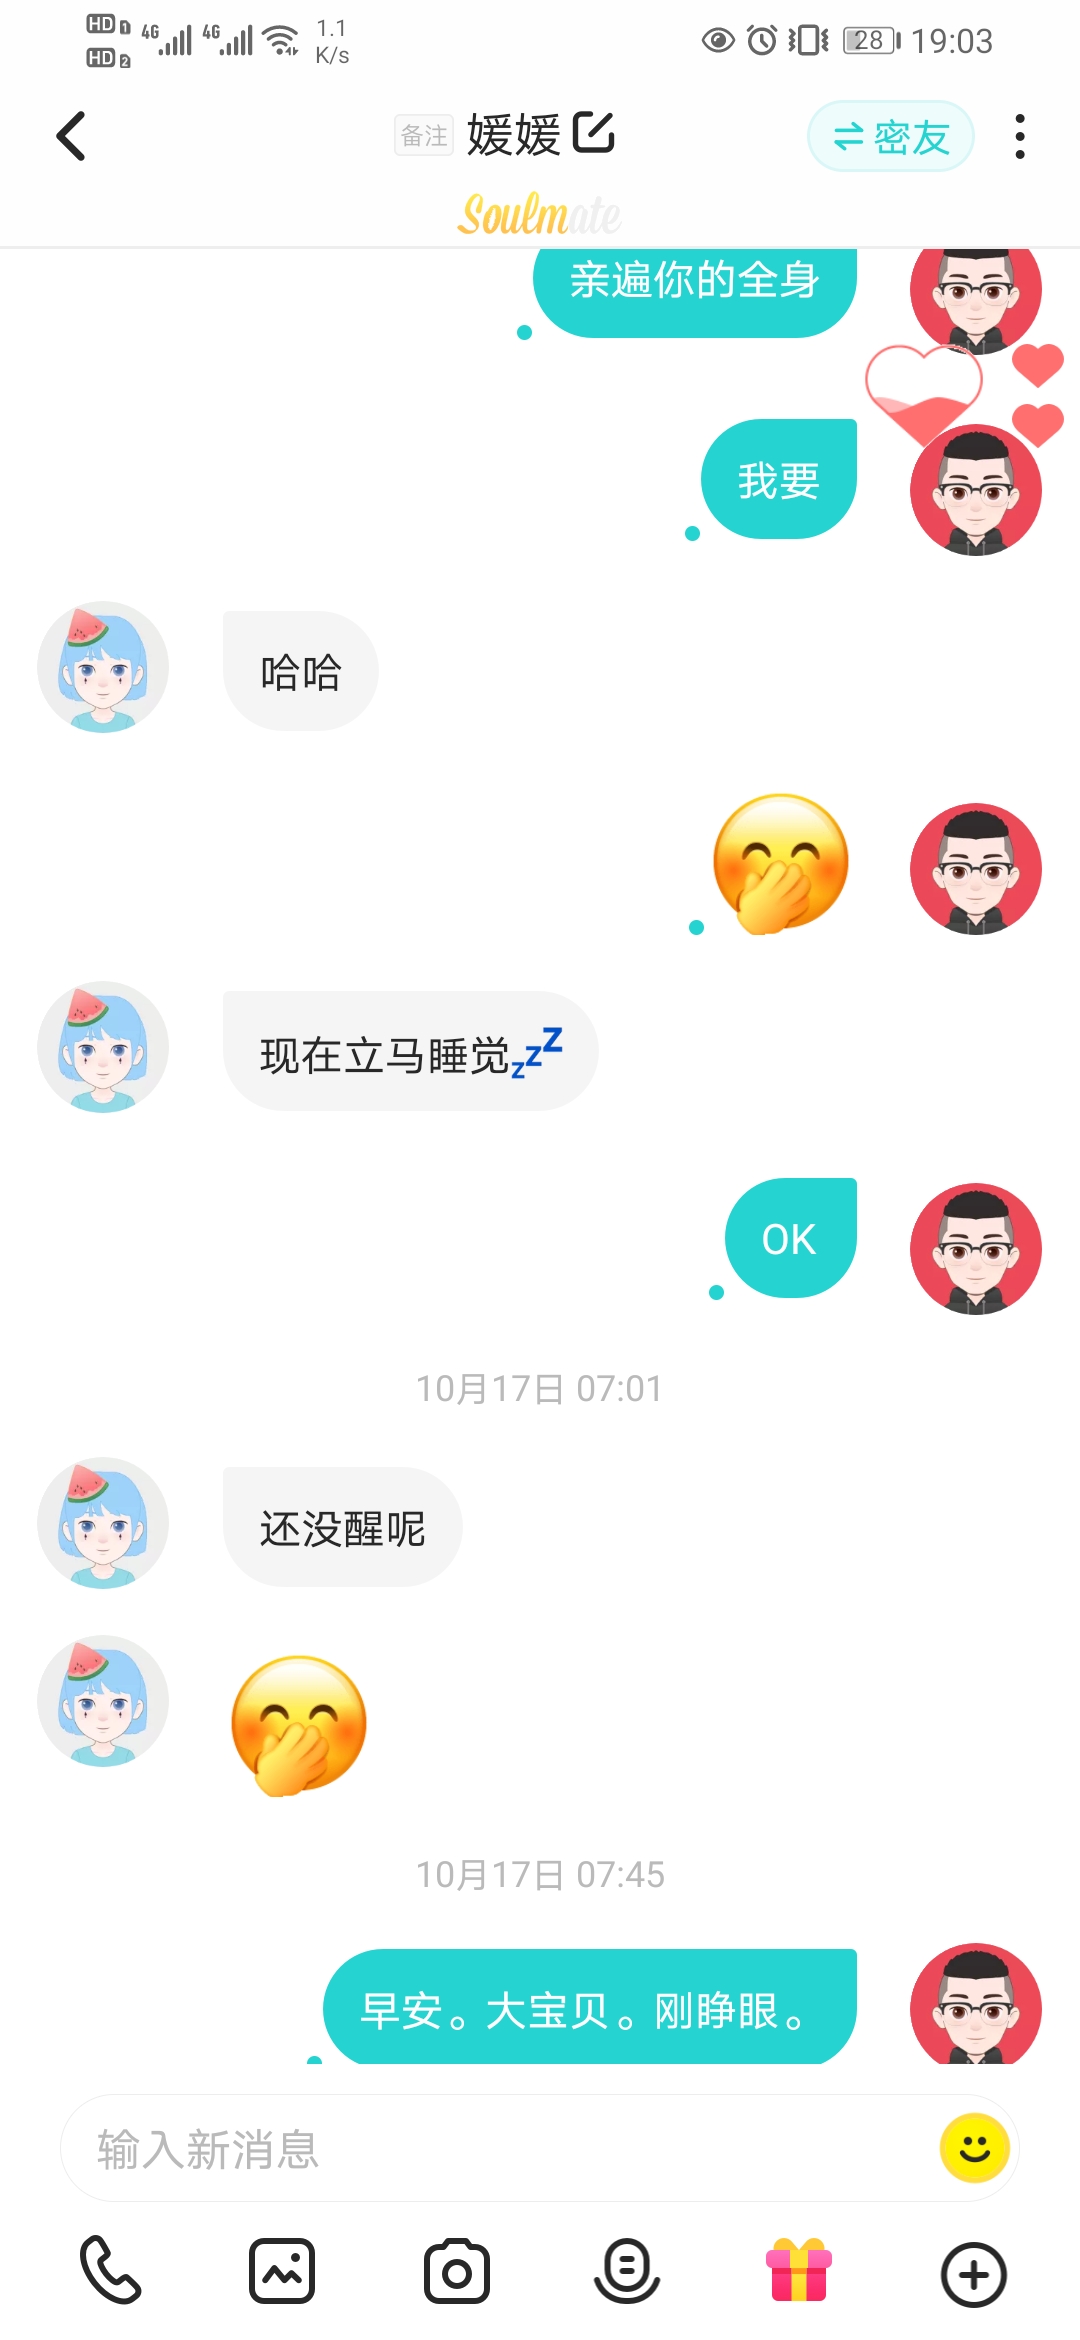 HD 1 4G 4G 1.1
HD 2 K/s
28 19:03
备注 媛媛 密友
Soulmate
亲遍你的全身
我要
哈哈
现在立马睡觉💤
OK
10月17日 07:01
还没醒呢
10月17日 07:45
早安。大宝贝。刚睁眼。
输入新消息